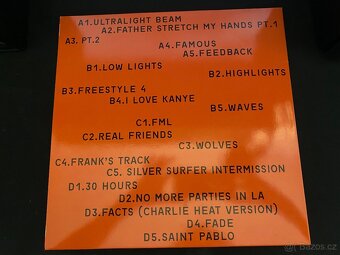 A1.ULTRALIGHT BEAM
A2.FATHER STRETCH MY HANDS PT.1
A3. PT.2
A4.FAMOUS
A5.FEEDBACK
B1.LOW LIGHTS
B2.HIGHLIGHTS
B3.FREESTYLE 4
B4.I LOVE KANYE
B5.WAVES
C1.FML
C2.REAL FRIENDS
C3.WOLVES
C4.FRANK'S TRACK
C5. SILVER SURFER INTERMISSION
D1.30 HOURS
D2.NO MORE PARTIES IN LA
D3.FACTS (CHARLIE HEAT VERSION)
D4.FADE
D5.SAINT PABLO
Bazos.cz